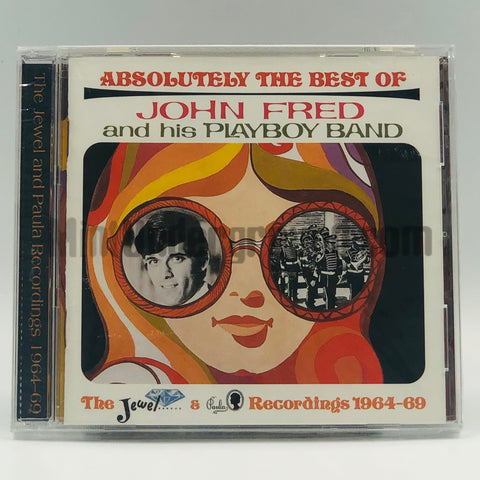 The Jewel and Paula Recordings 1964-69
ABSOLUTELY THE BEST OF
JOHN FRED
and his PLAYBOY BAND
The Jewel & Paula Recordings 1964-69